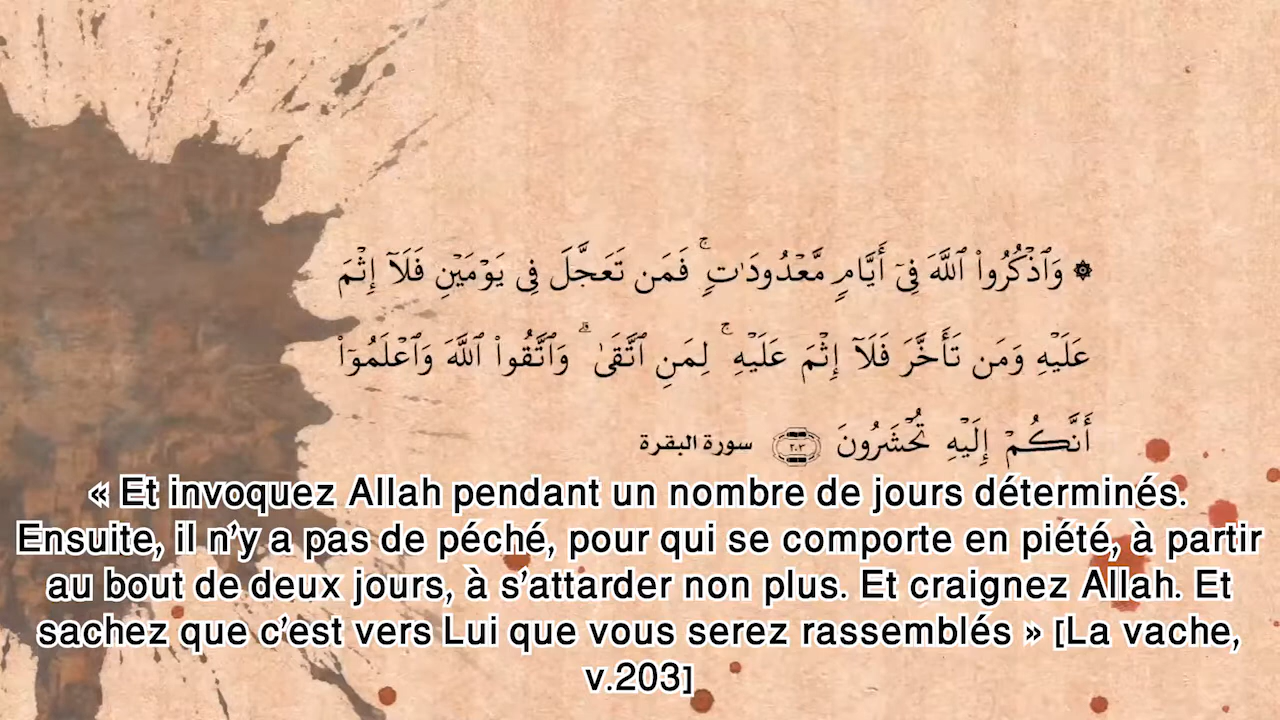 ۞ وَٱذۡكُرُواْ ٱللَّهَ فِيٓ أَيَّامٖ مَّعۡدُودَٰتٖۚ فَمَن تَعَجَّلَ فِي يَوۡمَيۡنِ فَلَآ إِثۡمَ
عَلَيۡهِ وَمَن تَأَخَّرَ فَلَآ إِثۡمَ عَلَيۡهِۚ لِمَنِ ٱتَّقَىٰۗ وَٱتَّقُواْ ٱللَّهَ وَٱعۡلَمُوٓاْ
أَنَّكُمۡ إِلَيۡهِ تُحۡشَرُونَ ٢٠٣ سورة البقرة
« Et invoquez Allah pendant un nombre de jours déterminés.
Ensuite, il n’y a pas de péché, pour qui se comporte en piété, à partir
au bout de deux jours, à s’attarder non plus. Et craignez Allah. Et
sachez que c’est vers Lui que vous serez rassemblés » [La vache,
v.203]